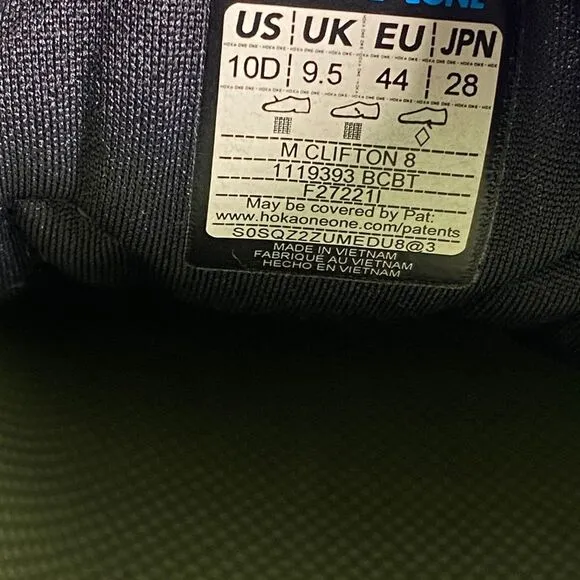 US UK EU JPN
10D 9.5 44 28
M CLIFTON 8
1119393 BCBT
F27221I
May be covered by Pat:
www.hokaoneone.com/patents
S0SQZ2ZUMEDU8@3
MADE IN VIETNAM
FABRIQUÉ AU VIETNAM
HECHO EN VIETNAM